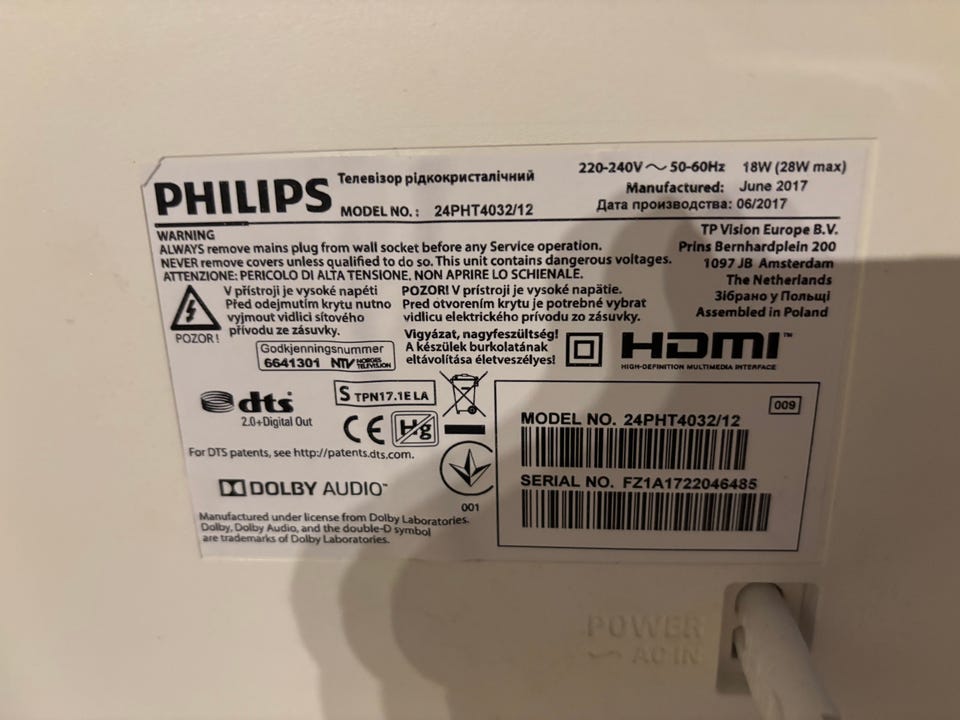 PHILIPS
Телевізор рідкокристалічний
MODEL NO.: 24PHT4032/12
220-240V ~ 50-60Hz 18W (28W max)
Manufactured: June 2017
Дата производства: 06/2017
WARNING
ALWAYS remove mains plug from wall socket before any Service operation.
NEVER remove covers unless qualified to do so. This unit contains dangerous voltages.
ATTENZIONE: PERICOLO DI ALTA TENSIONE, NON APRIRE LO SCHIENALE.
TP Vision Europe B.V.
Prins Bernhardplein 200
1097 JB Amsterdam
The Netherlands
Зібрано у Польщі
Assembled in Poland
POZOR!
V přístroji je vysoké napětí
Před odejmutím krytu nutno
vyjmout vidlici síťového
přívodu ze zásuvky.
POZOR! V prístroji je vysoké napätie.
Pred otvorením krytu je potrebné vybrat
vidlicu elektrického prívodu zo zásuvky.
Vigyázat, nagyfeszültség!
A készülek burkolatának
eltávolítása életveszélyes!
HDMI™
HIGH-DEFINITION MULTIMEDIA INTERFACE
Godkjenningsnummer
6641301 NTV NORGES TELEVISJON
dts
2.0+Digital Out
S TPN17.1E LA
CE Hg
For DTS patents, see http://patents.dts.com.
DOLBY AUDIO™
001
Manufactured under license from Dolby Laboratories.
Dolby, Dolby Audio, and the double-D symbol
are trademarks of Dolby Laboratories.
009
MODEL NO. 24PHT4032/12
SERIAL NO. FZ1A1722046485
POWER
~ AC IN